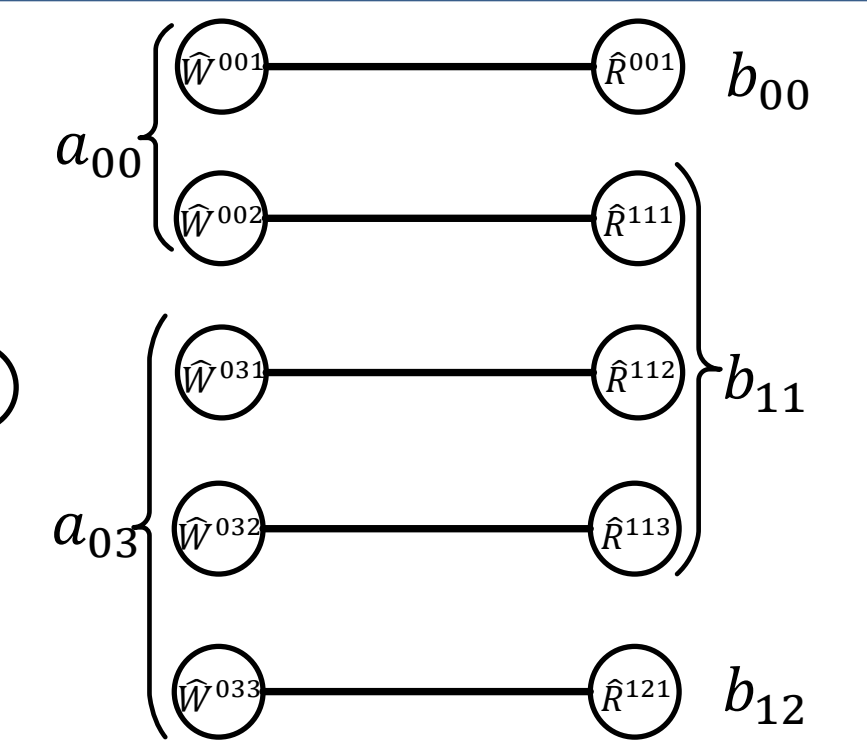 Ŵ⁰⁰¹ R̂⁰⁰¹ b₀₀
a₀₀
Ŵ⁰⁰² R̂¹¹¹
Ŵ⁰³¹ R̂¹¹² b₁₁
a₀₃ Ŵ⁰³² R̂¹¹³
Ŵ⁰³³ R̂¹²¹ b₁₂